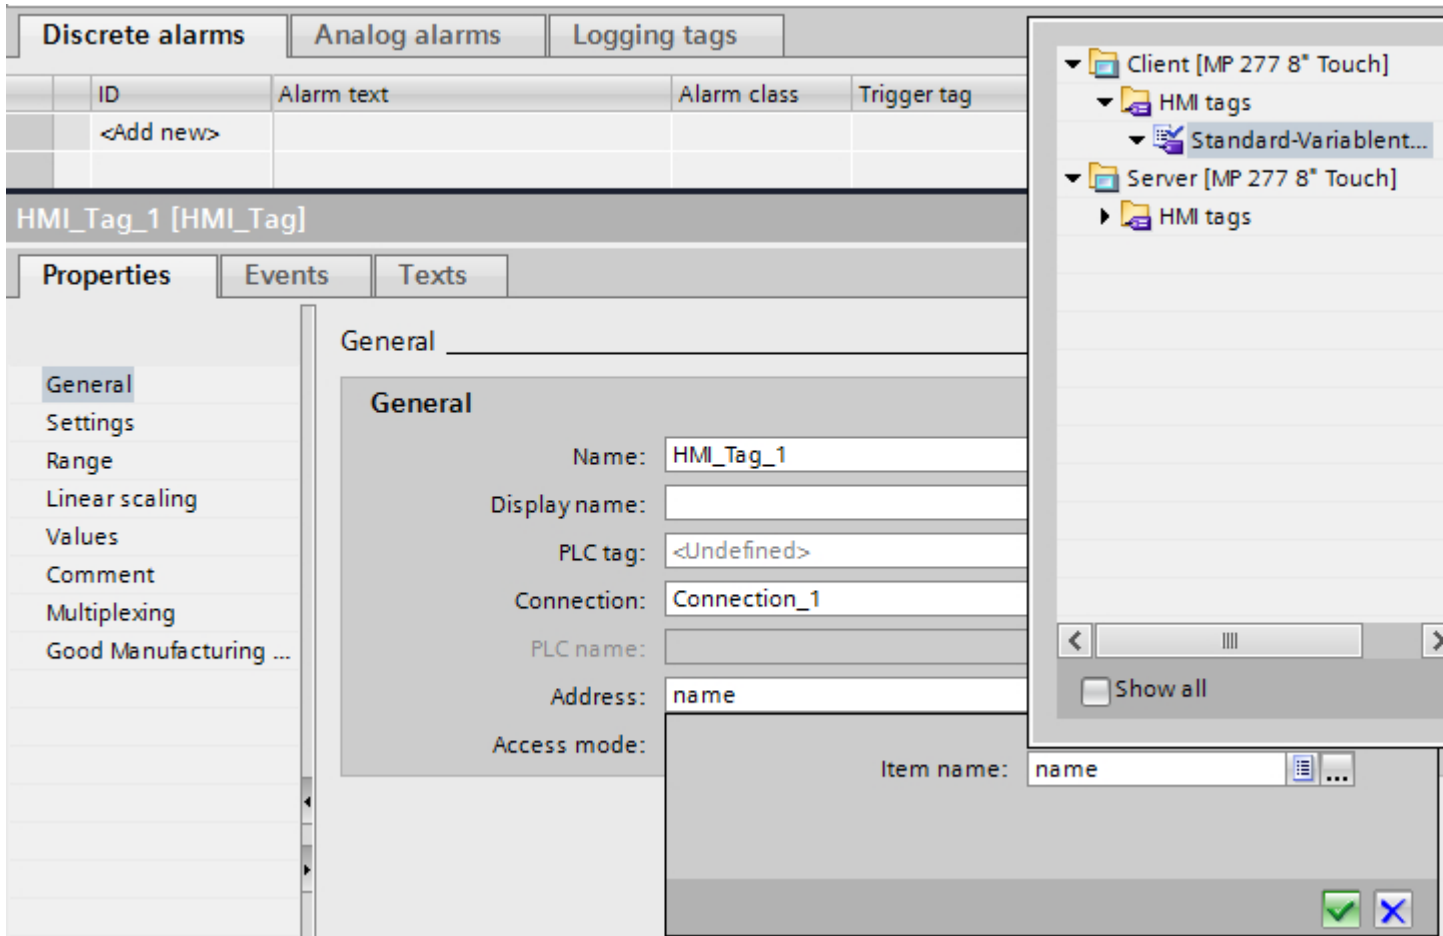 Discrete alarms Analog alarms Logging tags
ID Alarm text Alarm class Trigger tag
<Add new>
Client [MP 277 8" Touch]
HMI tags
Standard-Variablent...
Server [MP 277 8" Touch]
HMI tags
Show all
HMI_Tag_1 [HMI_Tag]
Properties Events Texts
General
Settings
Range
Linear scaling
Values
Comment
Multiplexing
Good Manufacturing ...
General
General
Name: HMI_Tag_1
Display name:
PLC tag: <Undefined>
Connection: Connection_1
PLC name:
Address: name
Access mode:
Item name: name ...